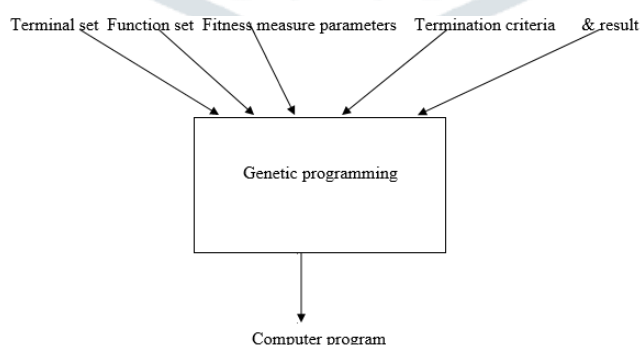 Terminal set Function set Fitness measure parameters Termination criteria & result
Genetic programming
Computer program